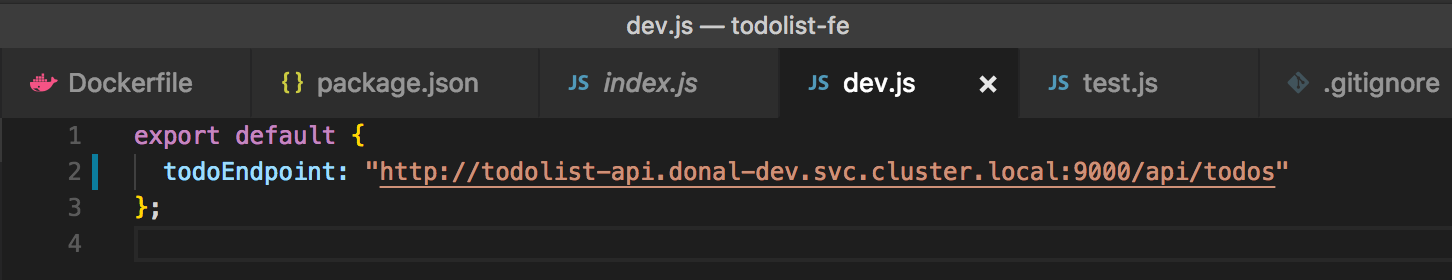 dev.js — todolist-fe
Dockerfile {} package.json JS index.js JS dev.js × JS test.js .gitignore
1 export default {
2 todoEndpoint: "http://todolist-api.donal-dev.svc.cluster.local:9000/api/todos"
3 };
4